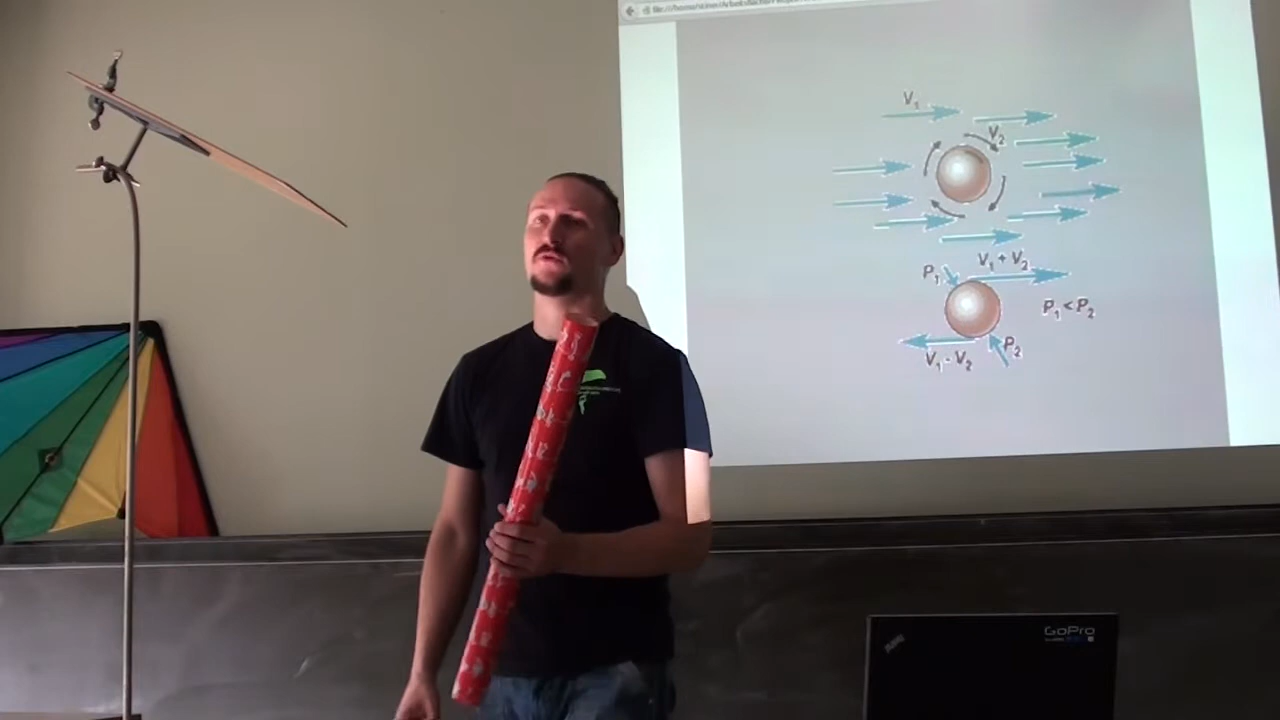 V₁
V₂
V₁ + V₂
P₁
P₁ < P₂
P₂
V₁ - V₂
GoPro